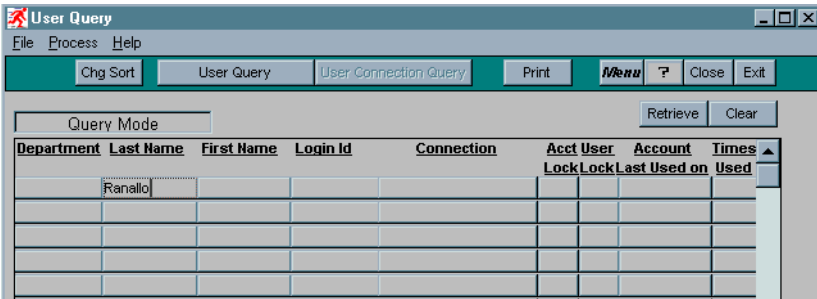 User Query
File Process Help
Chg Sort User Query User Connection Query Print Menu ? Close Exit
Retrieve Clear
Query Mode
Department Last Name First Name Login Id Connection Acct User Account Times
Lock Lock Last Used on Used
Ranallo